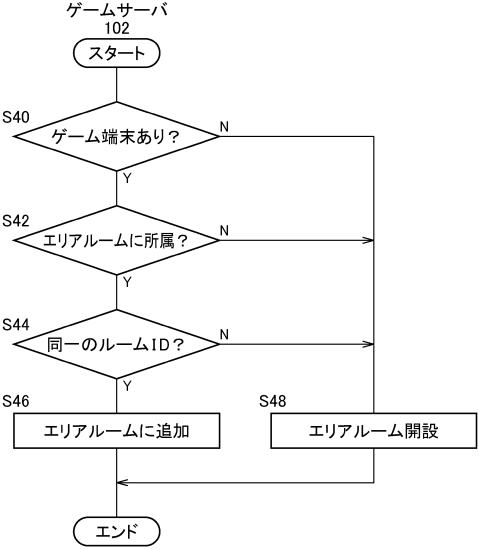 ゲームサーバ
102
スタート
S40
ゲーム端末あり?
N
Y
S42
エリアルームに所属?
N
Y
S44
同一のルームID?
N
Y
S46
エリアルームに追加
S48
エリアルーム開設
エンド